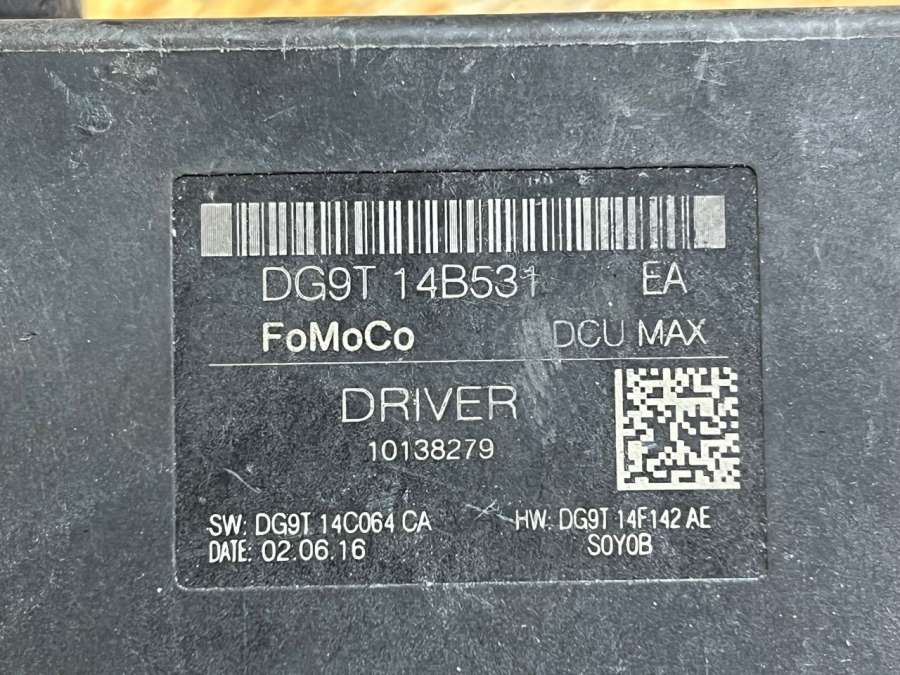 DG9T 14B531 EA
FoMoCo DCU MAX
DRIVER
10138279
SW: DG9T 14C064 CA HW: DG9T 14F142 AE
DATE: 02.06.16 S0Y0B